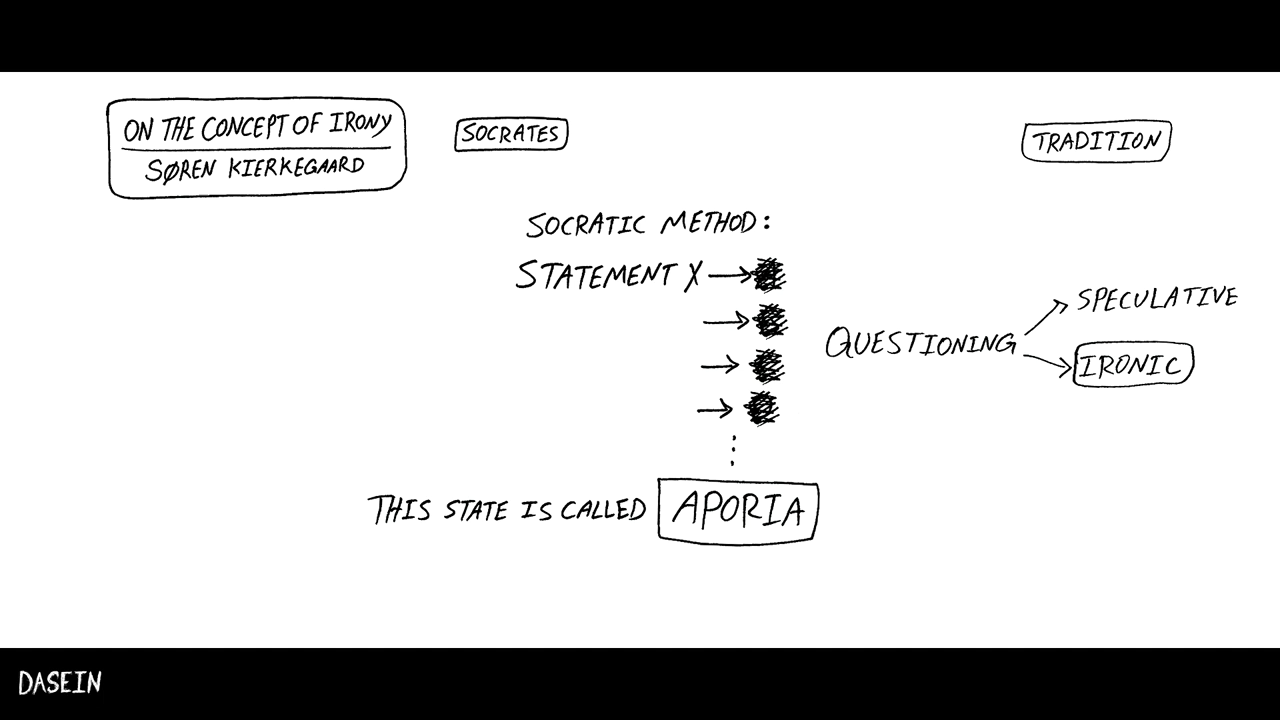 ON THE CONCEPT OF IRONY
SØREN KIERKEGAARD
SOCRATES
TRADITION
SOCRATIC METHOD:
STATEMENT X
QUESTIONING
SPECULATIVE
IRONIC
THIS STATE IS CALLED APORIA
DASEIN